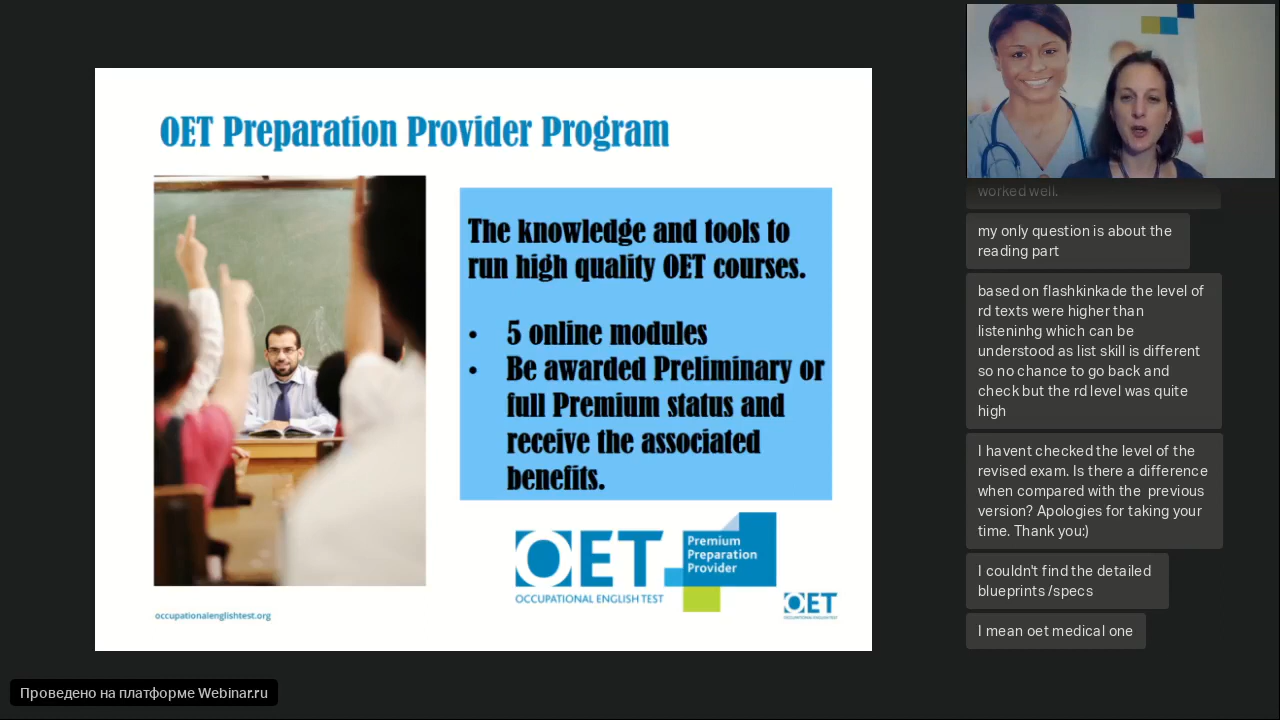 OET Preparation Provider Program
The knowledge and tools to
run high quality OET courses.
• 5 online modules
• Be awarded Preliminary or
full Premium status and
receive the associated
benefits.
OET
OCCUPATIONAL ENGLISH TEST
Premium
Preparation
Provider
occupationalenglishtest.org
OET
worked well.
my only question is about the
reading part
based on flashkinkade the level of
rd texts were higher than
listeninhg which can be
understood as list skill is different
so no chance to go back and
check but the rd level was quite
high
I havent checked the level of the
revised exam. Is there a difference
when compared with the previous
version? Apologies for taking your
time. Thank you:)
I couldn't find the detailed
blueprints /specs
I mean oet medical one
Проведено на платформе Webinar.ru